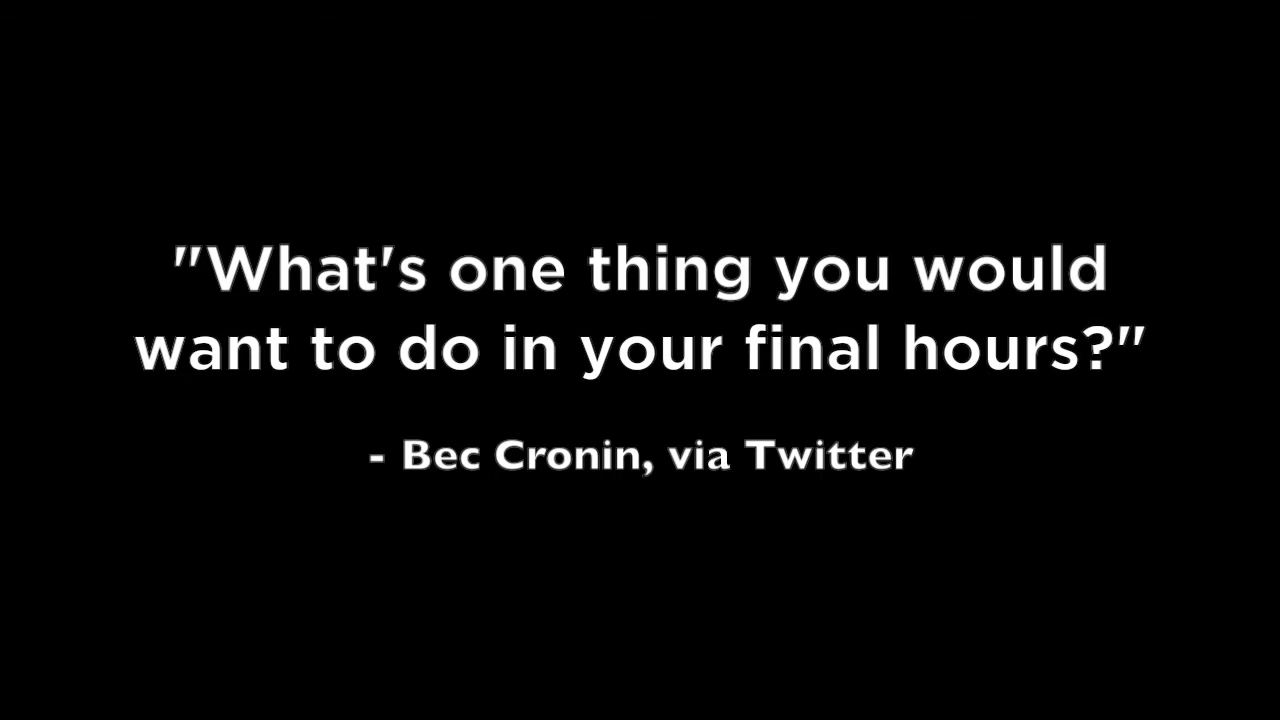 "What's one thing you would
want to do in your final hours?"
- Bec Cronin, via Twitter